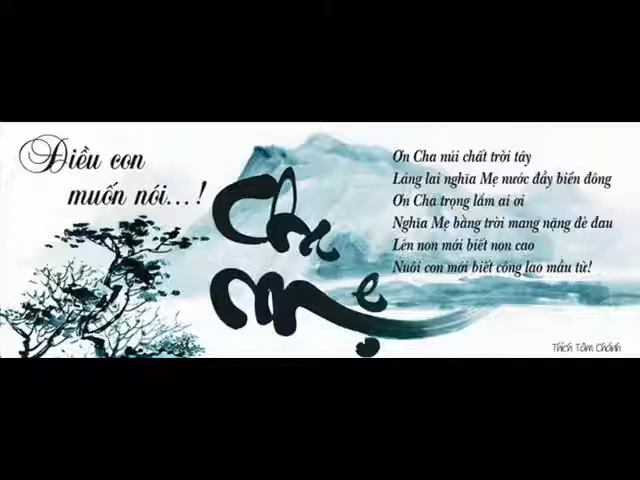 Điều con
muốn nói...!
Cha
Mẹ
Ơn Cha núi chất trời tây
Láng lai nghĩa Mẹ nước đầy biển đông
Ơn Cha trọng lắm ai ơi
Nghĩa Mẹ bằng trời mang nặng đẻ đau
Lên non mới biết non cao
Nuôi con mới biết công lao mẫu từ!
Thích Tâm Chánh